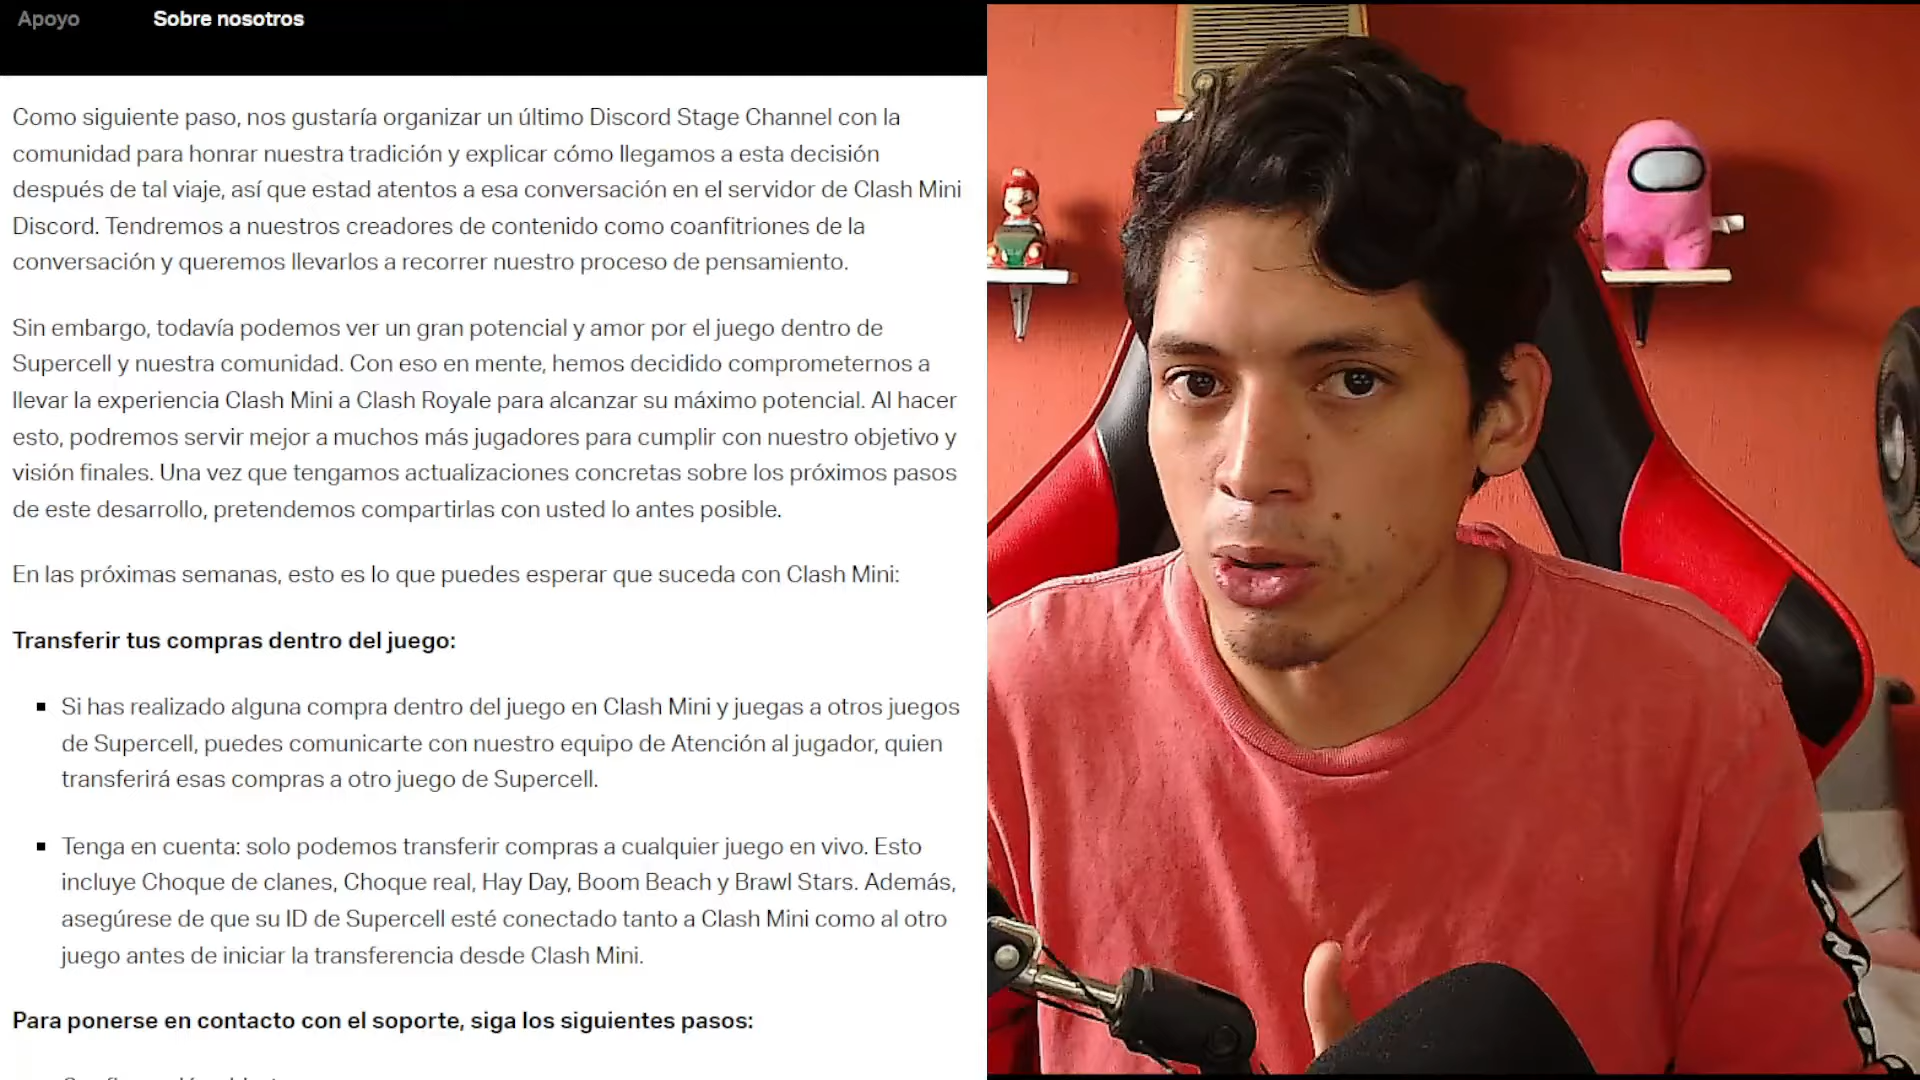 Apoyo Sobre nosotros
Como siguiente paso, nos gustaría organizar un último Discord Stage Channel con la
comunidad para honrar nuestra tradición y explicar cómo llegamos a esta decisión
después de tal viaje, así que estad atentos a esa conversación en el servidor de Clash Mini
Discord. Tendremos a nuestros creadores de contenido como coanfitriones de la
conversación y queremos llevarlos a recorrer nuestro proceso de pensamiento.
Sin embargo, todavía podemos ver un gran potencial y amor por el juego dentro de
Supercell y nuestra comunidad. Con eso en mente, hemos decidido comprometernos a
llevar la experiencia Clash Mini a Clash Royale para alcanzar su máximo potencial. Al hacer
esto, podremos servir mejor a muchos más jugadores para cumplir con nuestro objetivo y
visión finales. Una vez que tengamos actualizaciones concretas sobre los próximos pasos
de este desarrollo, pretendemos compartirlas con usted lo antes posible.
En las próximas semanas, esto es lo que puedes esperar que suceda con Clash Mini:
Transferir tus compras dentro del juego:
Si has realizado alguna compra dentro del juego en Clash Mini y juegas a otros juegos
de Supercell, puedes comunicarte con nuestro equipo de Atención al jugador, quien
transferirá esas compras a otro juego de Supercell.
Tenga en cuenta: solo podemos transferir compras a cualquier juego en vivo. Esto
incluye Choque de clanes, Choque real, Hay Day, Boom Beach y Brawl Stars. Además,
asegúrese de que su ID de Supercell esté conectado tanto a Clash Mini como al otro
juego antes de iniciar la transferencia desde Clash Mini.
Para ponerse en contacto con el soporte, siga los siguientes pasos: